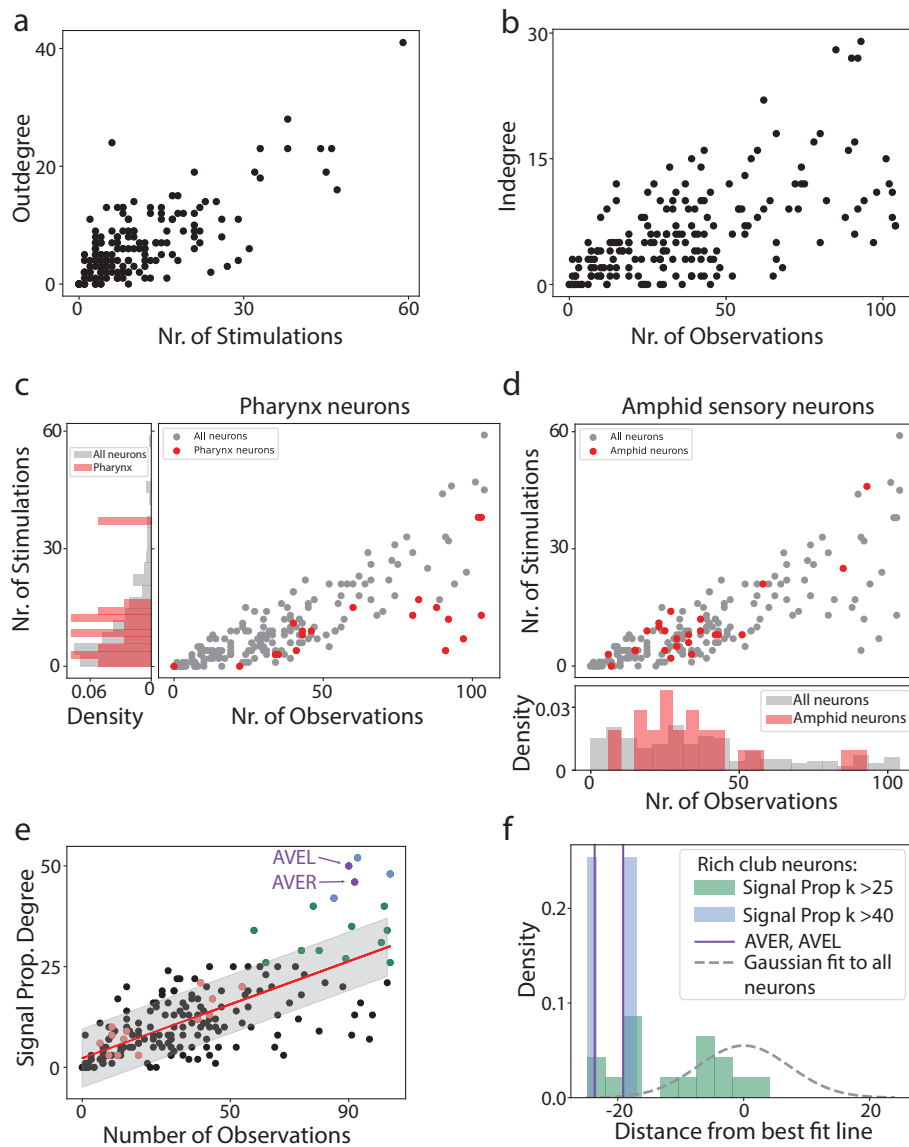 a
40
20
0
Outdegree
0
30
60
Nr. of Stimulations
b
30
15
0
Indegree
0
50
100
Nr. of Observations
c
Pharynx neurons
60
30
0
Nr. of Stimulations
All neurons
Pharynx
0.06
0
Density
All neurons
Pharynx neurons
0
50
100
Nr. of Observations
d
Amphid sensory neurons
60
30
0
Nr. of Stimulations
All neurons
Amphid neurons
0.03
0
Density
All neurons
Amphid neurons
0
50
100
Nr. of Observations
e
50
25
0
Signal Prop. Degree
AVEL
AVER
0
50
90
Number of Observations
f
0.2
0.1
0.0
Density
Rich club neurons:
Signal Prop k >25
Signal Prop k >40
AVER, AVEL
Gaussian fit to all
neurons
-20
0
20
Distance from best fit line